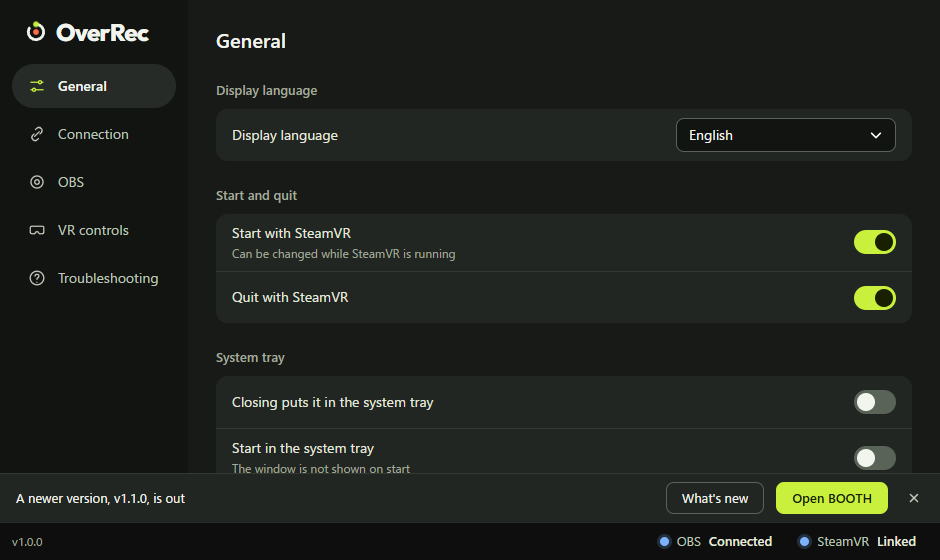 OverRec
General
Connection
OBS
VR controls
Troubleshooting
General
Display language
Display language
English
Start and quit
Start with SteamVR
Can be changed while SteamVR is running
Quit with SteamVR
System tray
Closing puts it in the system tray
Start in the system tray
The window is not shown on start
A newer version, v1.1.0, is out
What's new
Open BOOTH
v1.0.0
OBS Connected
SteamVR Linked